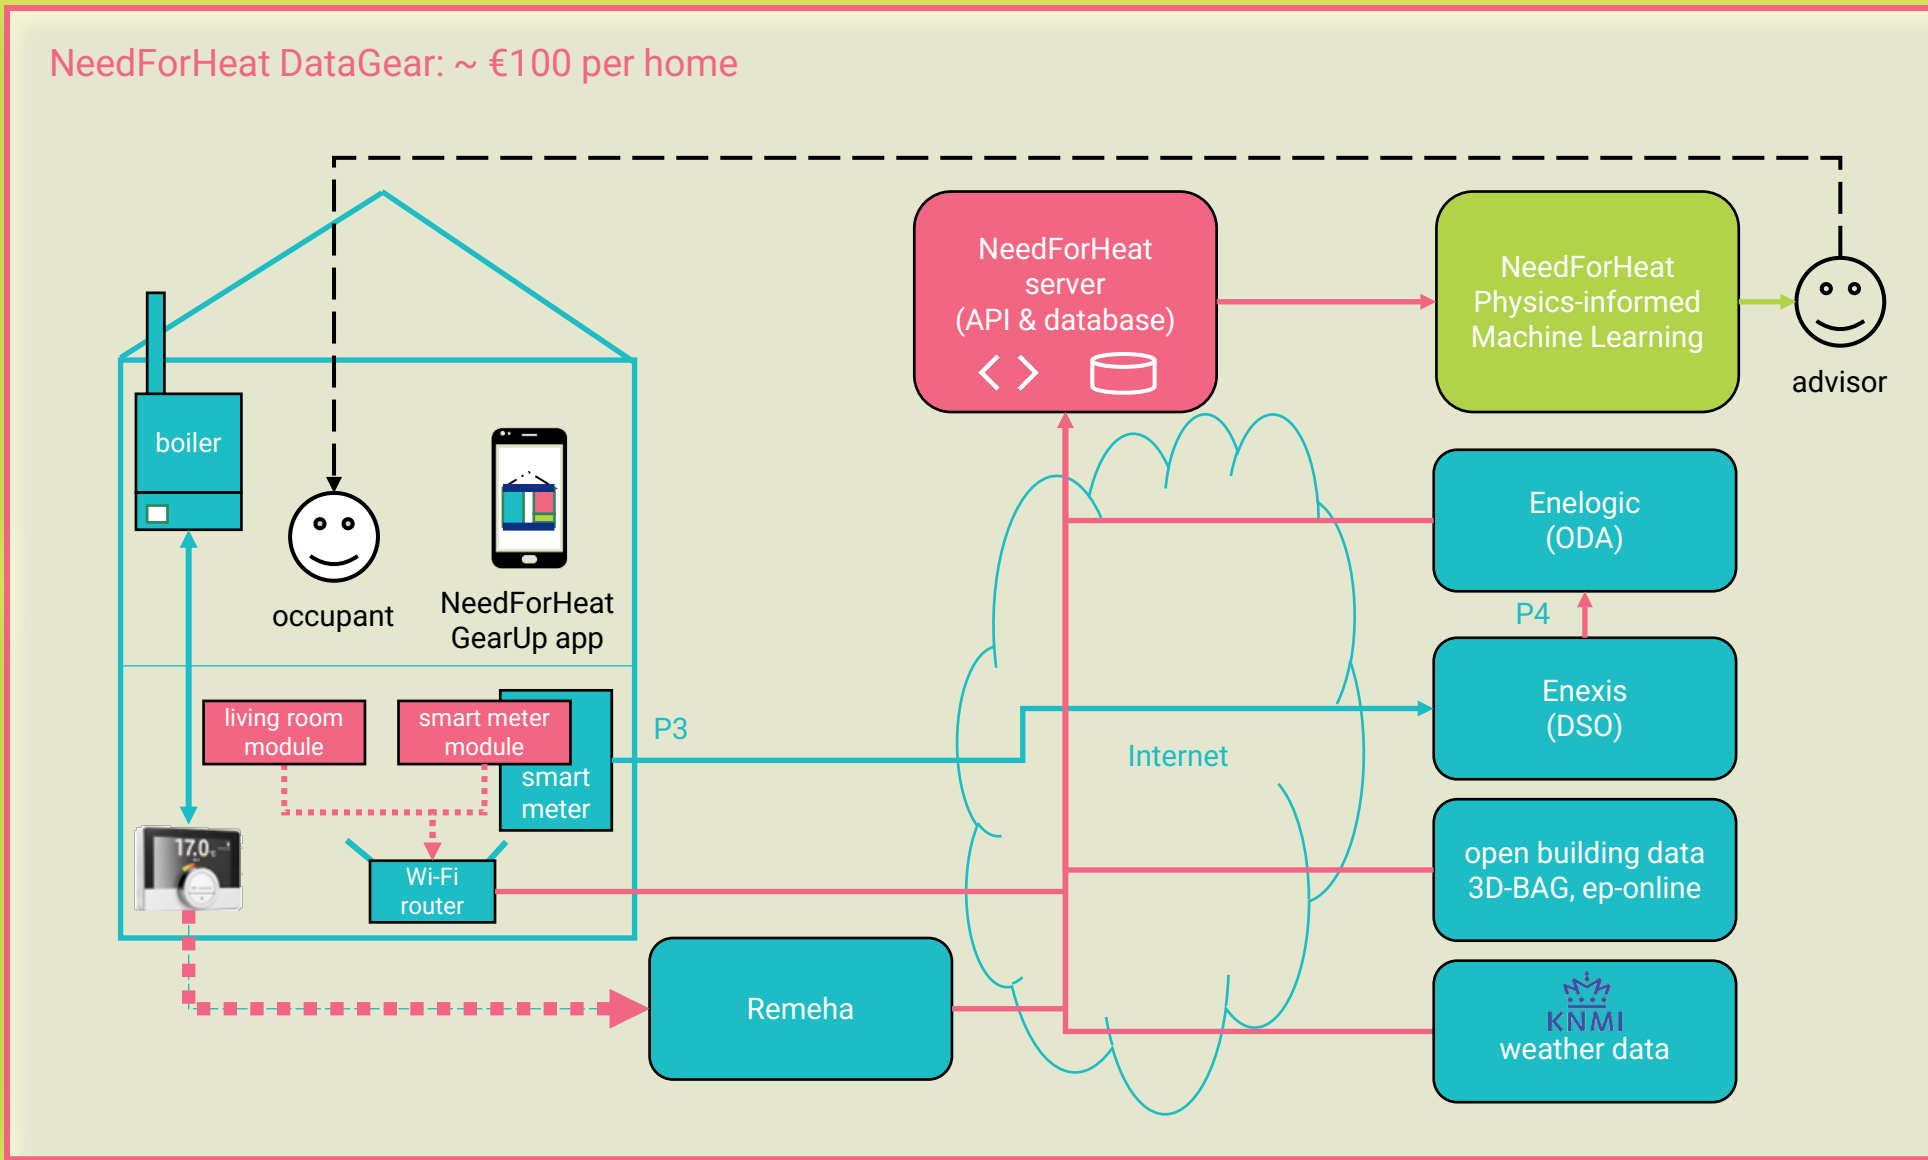 NeedForHeat DataGear: ~ €100 per home
NeedForHeat
server
(API & database)
NeedForHeat
Physics-informed
Machine Learning
advisor
boiler
occupant
NeedForHeat
GearUp app
Enelogic
(ODA)
P4
Enexis
(DSO)
living room
module
smart meter
module
smart
meter
P3
Internet
17.0
Wi-Fi
router
open building data
3D-BAG, ep-online
Remeha
KNMI
weather data